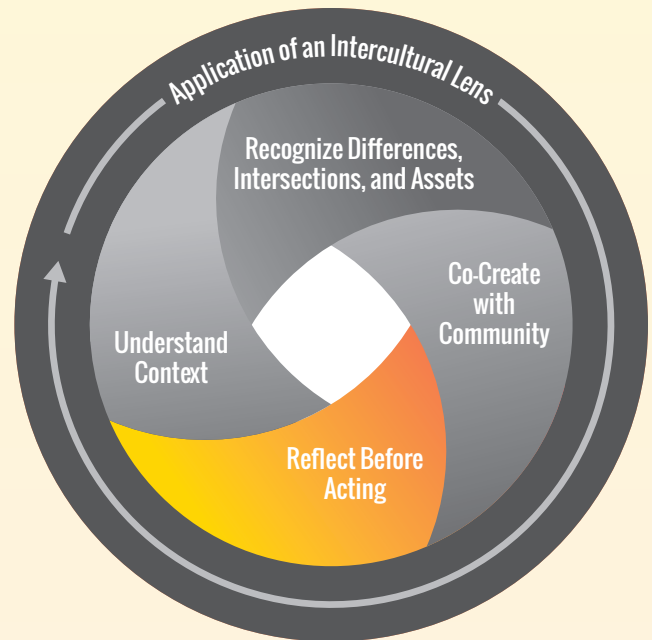 Application of an Intercultural Lens
Recognize Differences,
Intersections, and Assets
Co-Create
with
Community
Understand
Context
Reflect Before
Acting